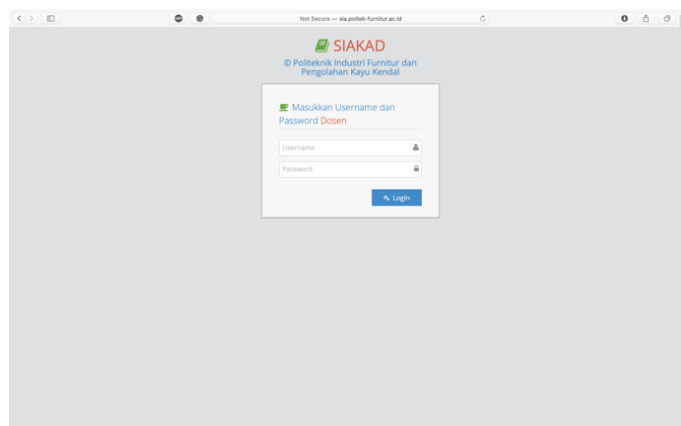 Not Secure — sia.poltek-furnitur.ac.id
SIAKAD
© Politeknik Industri Furnitur dan
Pengolahan Kayu Kendal
Masukkan Username dan
Password Dosen
Username
Password
Login